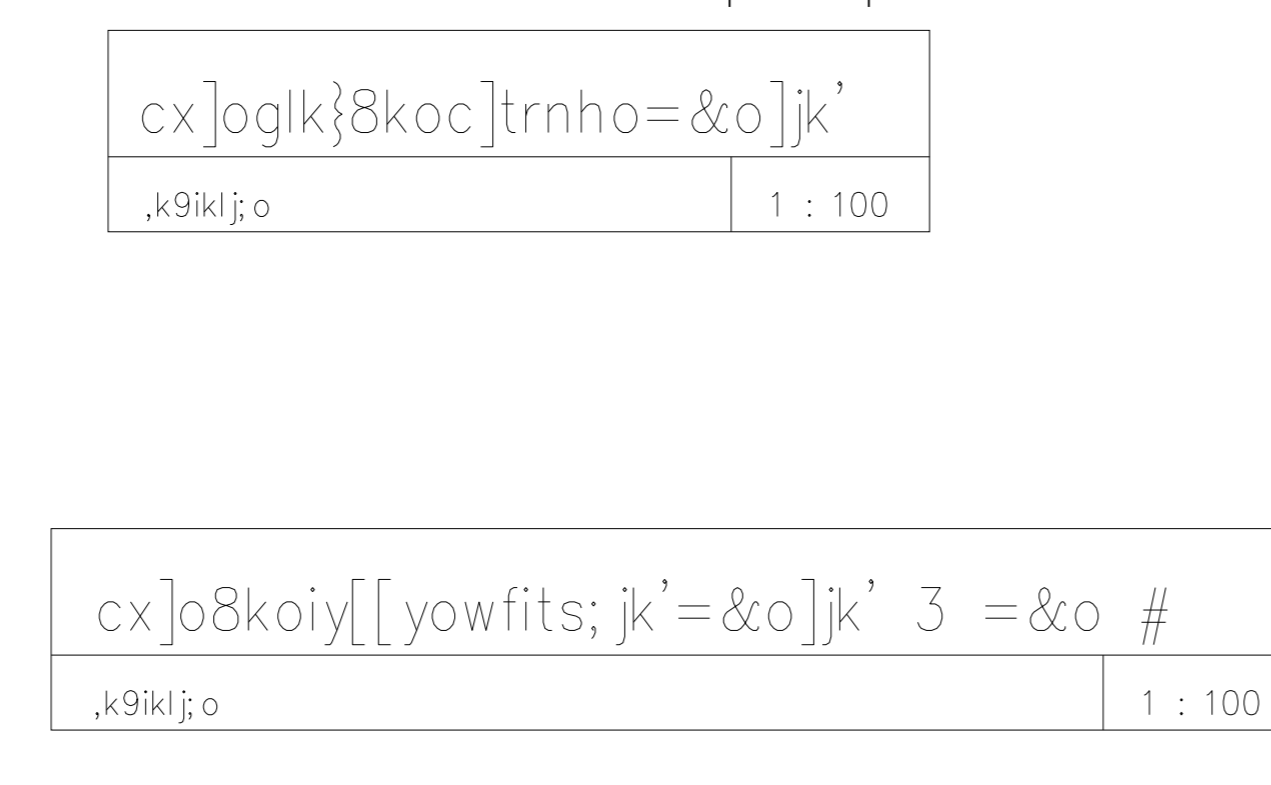 cx]oglk}8koc]trnho=&o]jk'
,k9iklj;o
1 : 100
cx]o8koiy[[yowfits;jk'=&o]jk' 3 =&o #
,k9iklj;o
1 : 100